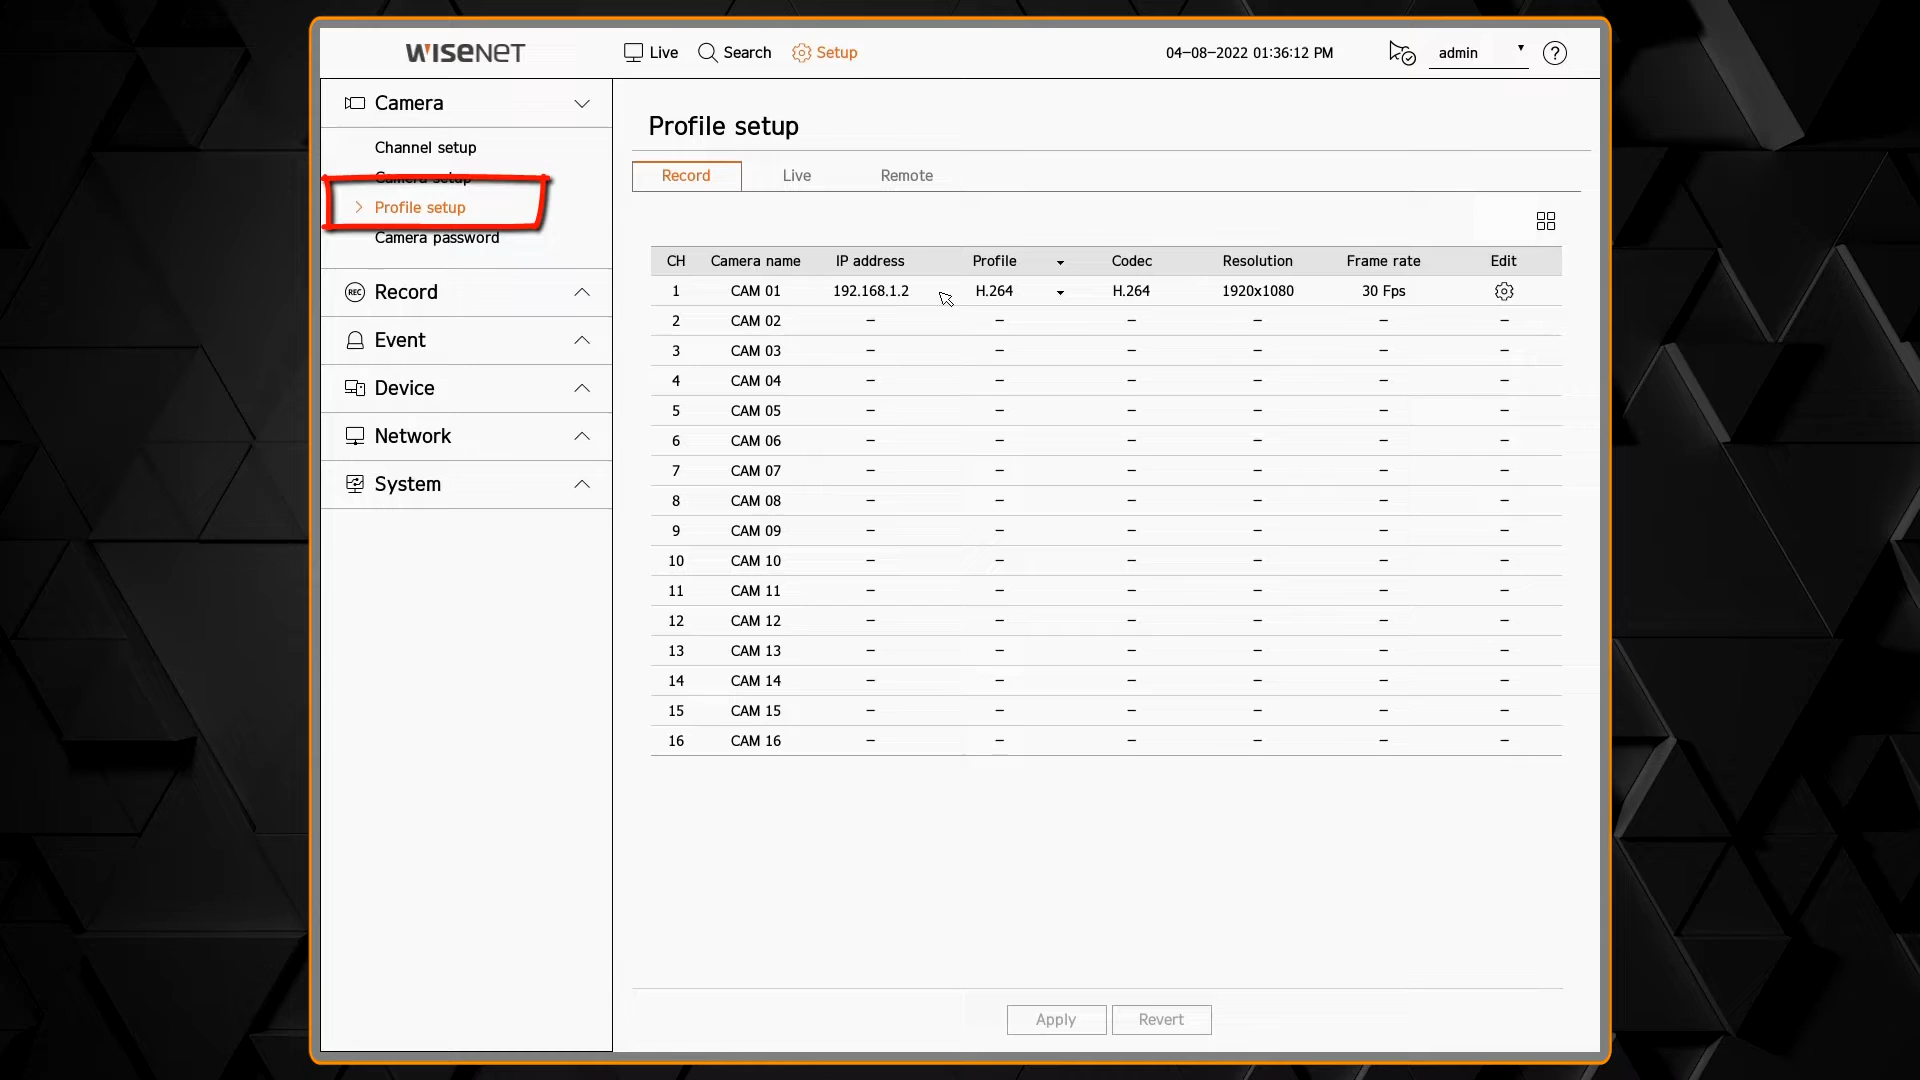 WISENET Live Search Setup 04-08-2022 01:36:12 PM admin ?
Camera
Channel setup
Camera setup
Profile setup
Camera password
REC Record
Event
Device
Network
System
Profile setup
Record Live Remote
CH Camera name IP address Profile Codec Resolution Frame rate Edit
1 CAM 01 192.168.1.2 H.264 H.264 1920x1080 30 Fps
2 CAM 02 – – – – – –
3 CAM 03 – – – – – –
4 CAM 04 – – – – – –
5 CAM 05 – – – – – –
6 CAM 06 – – – – – –
7 CAM 07 – – – – – –
8 CAM 08 – – – – – –
9 CAM 09 – – – – – –
10 CAM 10 – – – – – –
11 CAM 11 – – – – – –
12 CAM 12 – – – – – –
13 CAM 13 – – – – – –
14 CAM 14 – – – – – –
15 CAM 15 – – – – – –
16 CAM 16 – – – – – –
Apply Revert